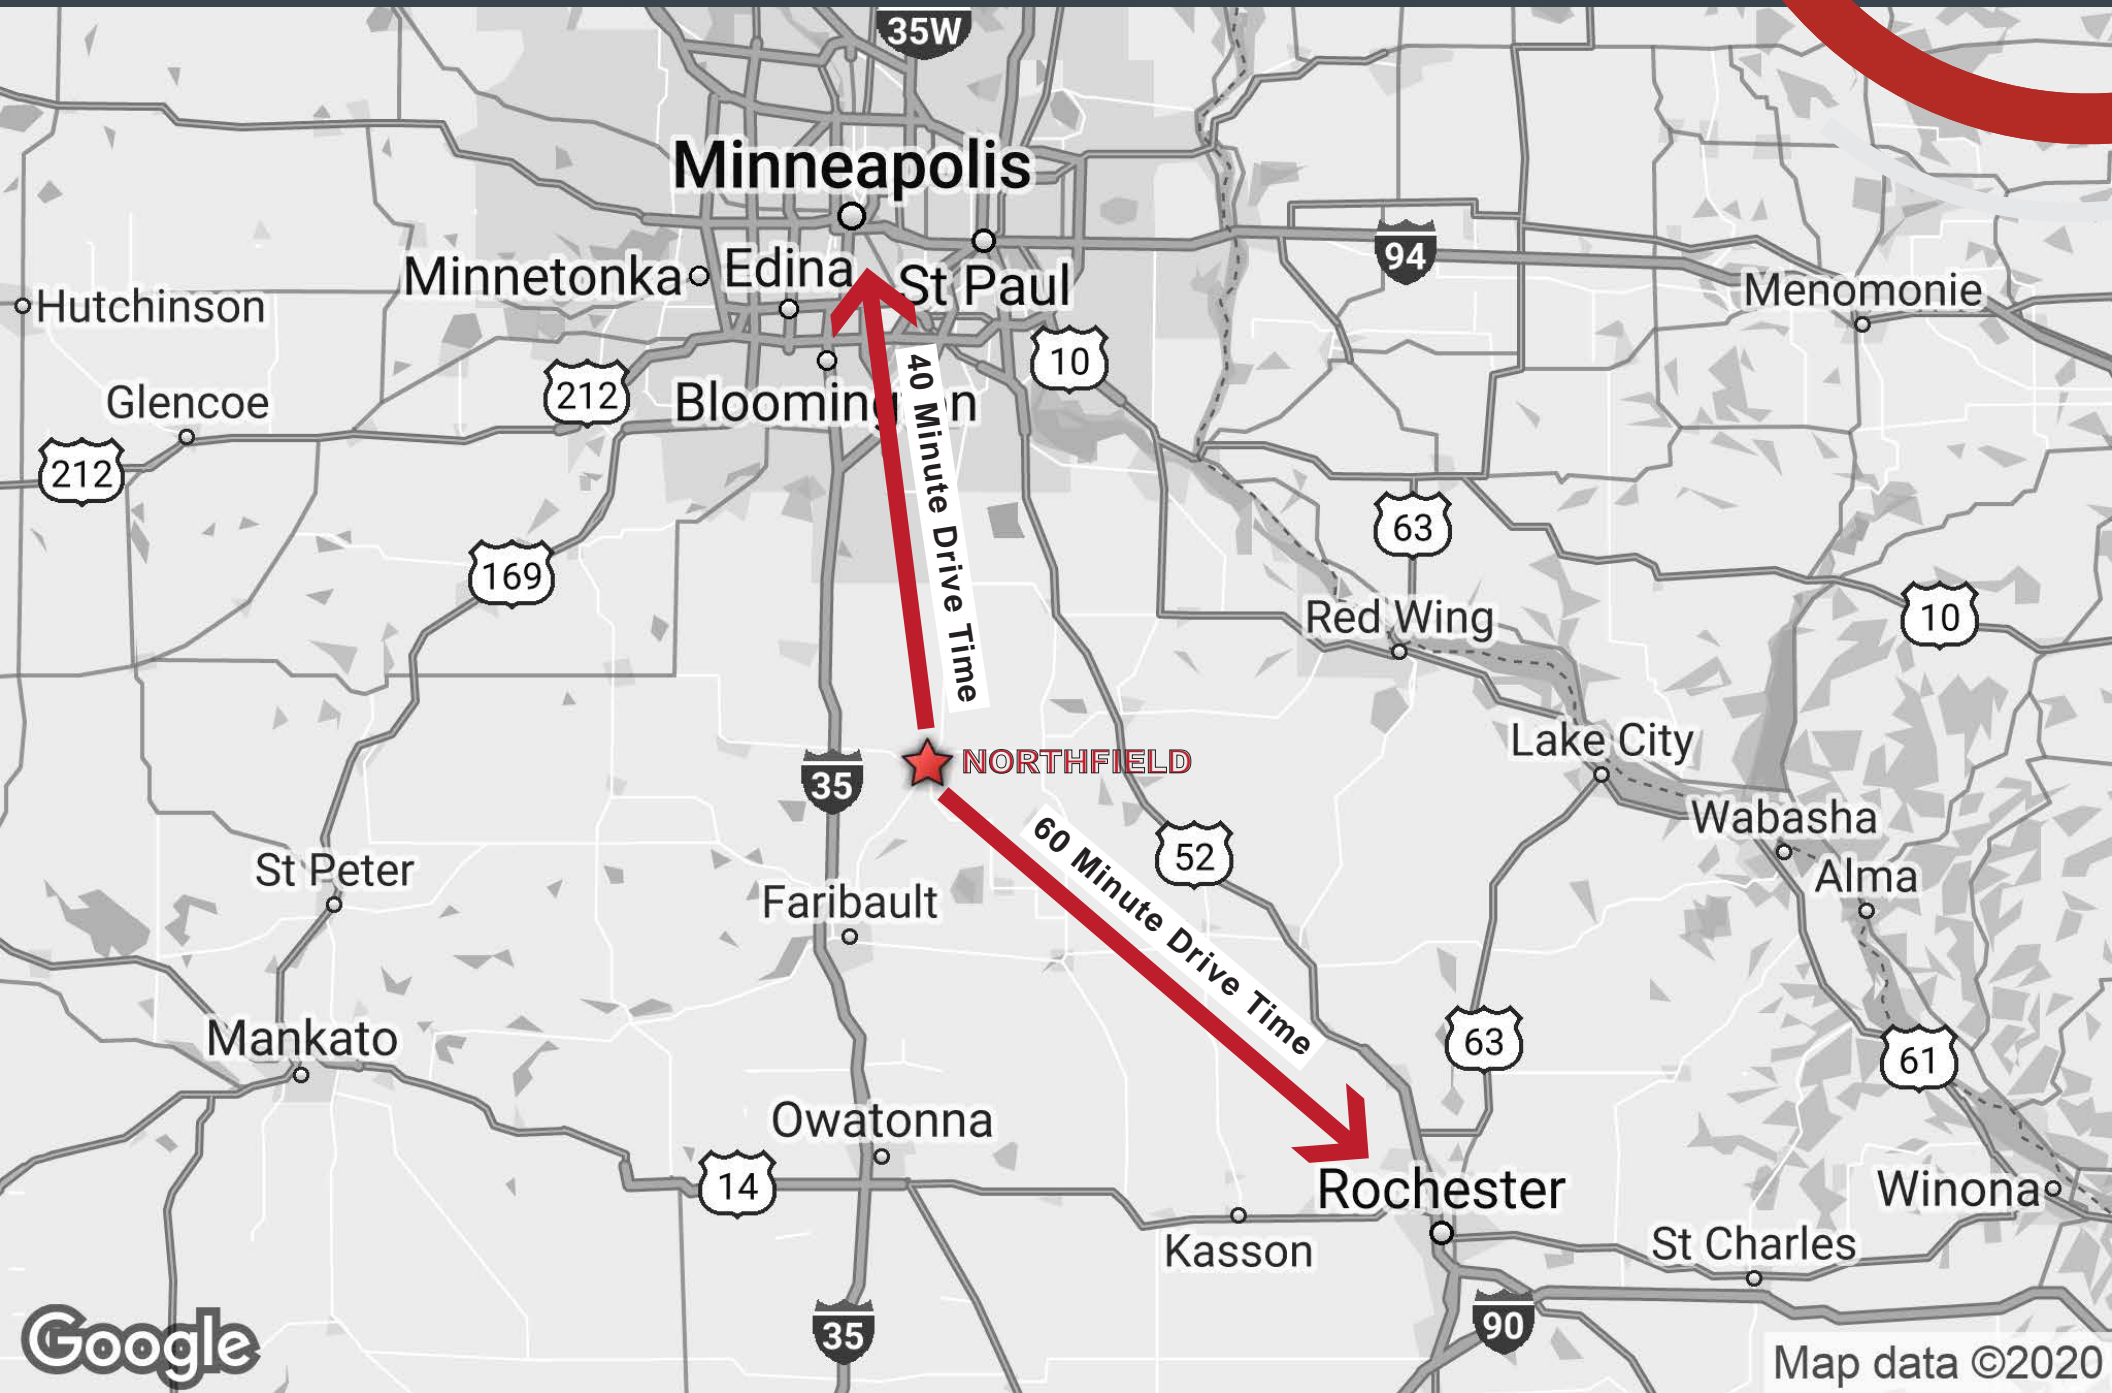 35W
Minneapolis
94
Minnetonka
Edina
St Paul
Menomonie
Hutchinson
10
212
Glencoe
Bloomin n
212
40 Minute Drive Time
63
169
Red Wing
10
Lake City
NORTHFIELD
35
Wabasha
60 Minute Drive Time
52
St Peter
Alma
Faribault
Mankato
63
61
Owatonna
14
Rochester
Winona
Kasson
St Charles
35
90
Google
Map data ©2020